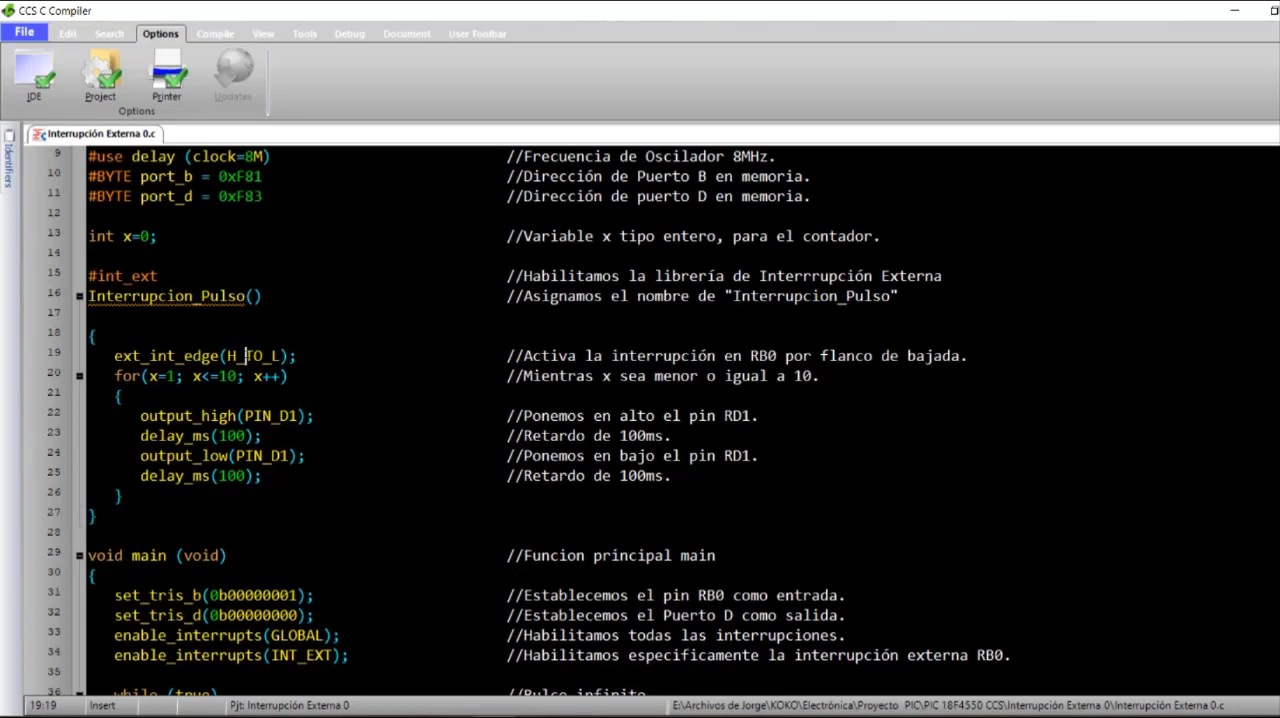 CCS C Compiler
File Edit Search Options Compile View Tools Debug Document User Toolbar
IDE Project Printer Updates
Options
Identifiers
Interrupción Externa 0.c
9 #use delay (clock=8M) //Frecuencia de Oscilador 8MHz.
10 #BYTE port_b = 0xF81 //Dirección de Puerto B en memoria.
11 #BYTE port_d = 0xF83 //Dirección de puerto D en memoria.
12
13 int x=0; //Variable x tipo entero, para el contador.
14
15 #int_ext //Habilitamos la librería de Interrrupción Externa
16 Interrupcion_Pulso() //Asignamos el nombre de "Interrupcion_Pulso"
17
18 {
19 ext_int_edge(H_TO_L); //Activa la interrupción en RB0 por flanco de bajada.
20 for(x=1; x<=10; x++) //Mientras x sea menor o igual a 10.
21 {
22 output_high(PIN_D1); //Ponemos en alto el pin RD1.
23 delay_ms(100); //Retardo de 100ms.
24 output_low(PIN_D1); //Ponemos en bajo el pin RD1.
25 delay_ms(100); //Retardo de 100ms.
26 }
27 }
28
29 void main (void) //Funcion principal main
30 {
31 set_tris_b(0b00000001); //Establecemos el pin RB0 como entrada.
32 set_tris_d(0b00000000); //Establecemos el Puerto D como salida.
33 enable_interrupts(GLOBAL); //Habilitamos todas las interrupciones.
34 enable_interrupts(INT_EXT); //Habilitamos especificamente la interrupción externa RB0.
35
36 while (true) //Bucle infinito
19:19 Insert Pjt: Interrupción Externa 0 E:\Archivos de Jorge\KOKO\Electrónica\Proyecto PIC\PIC 18F4550 CCS\Interrupción Externa 0\Interrupción Externa 0.c